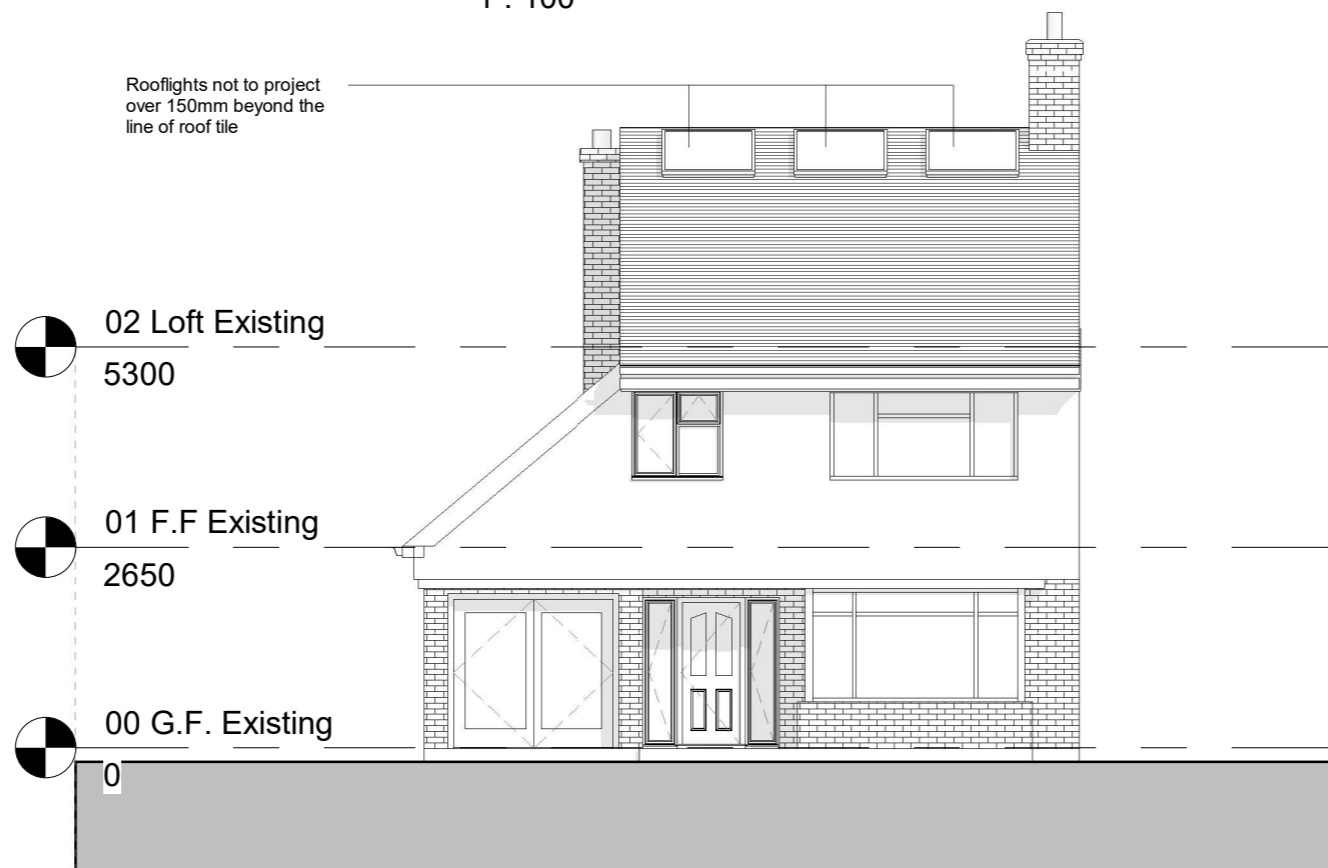 : 100
Rooflights not to project
over 150mm beyond the
line of roof tile
02 Loft Existing
5300
01 F.F Existing
2650
00 G.F. Existing
0